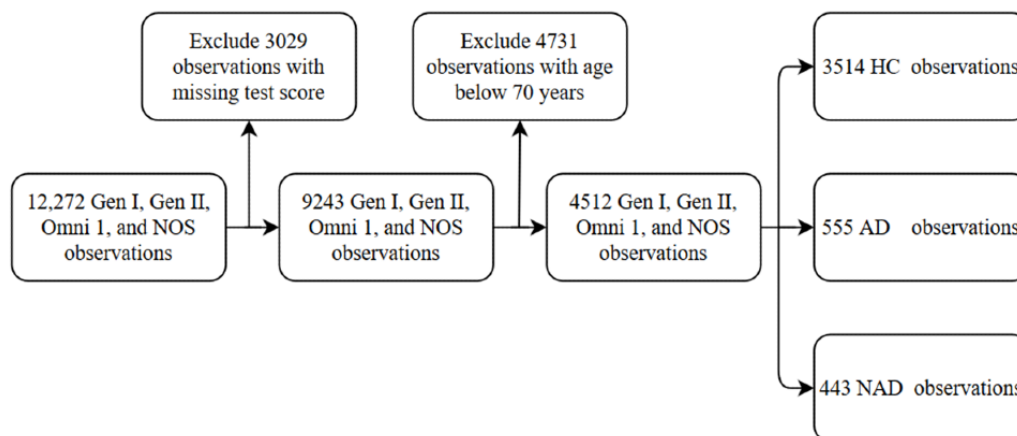 Exclude 3029
observations with
missing test score
Exclude 4731
observations with age
below 70 years
12,272 Gen I, Gen II,
Omni 1, and NOS
observations
9243 Gen I, Gen II,
Omni 1, and NOS
observations
4512 Gen I, Gen II,
Omni 1, and NOS
observations
3514 HC observations
555 AD observations
443 NAD observations